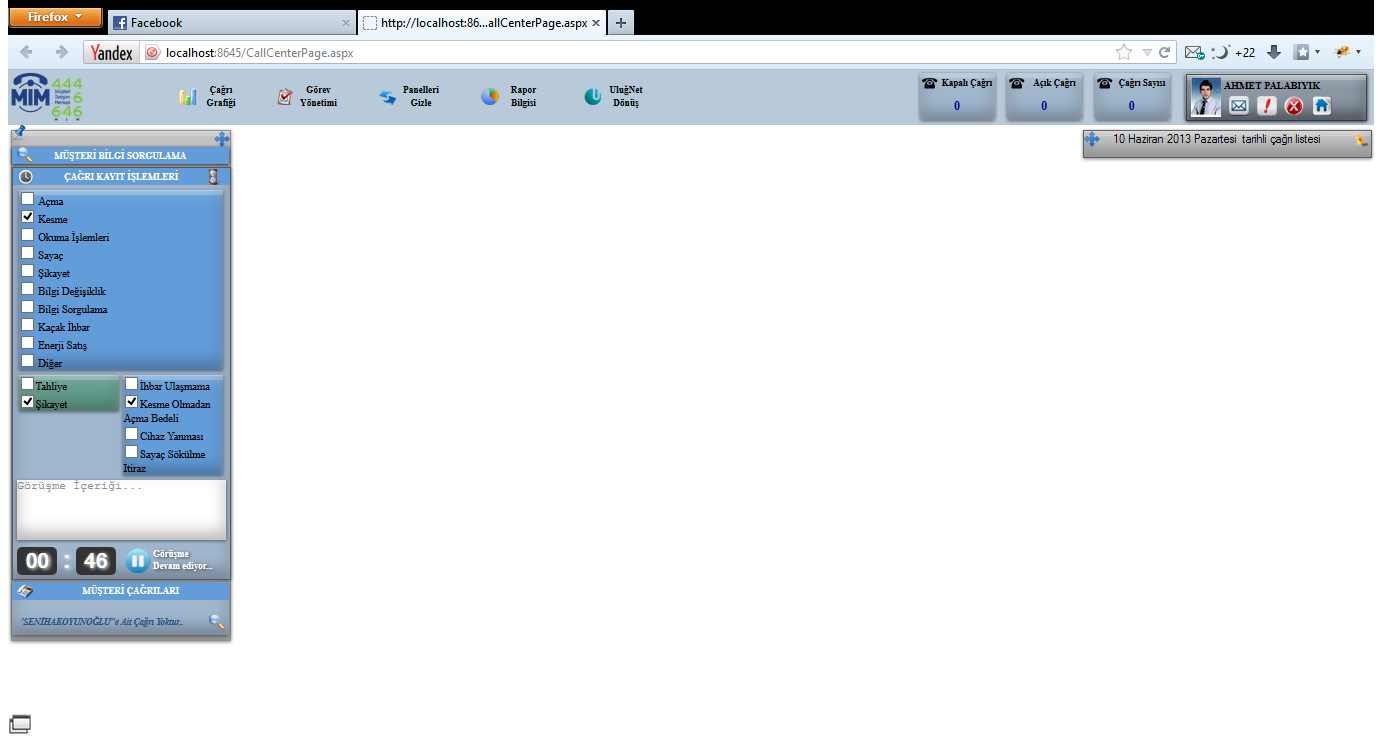 Firefox
Facebook
http://localhost:86...allCenterPage.aspx
Yandex
localhost:8645/CallCenterPage.aspx
+22
MİM
444
6
646
Çağrı
Grafiği
Görev
Yönetimi
Panelleri
Gizle
Rapor
Bilgisi
UluğNet
Dönüş
Kapalı Çağrı
0
Açık Çağrı
0
Çağrı Sayısı
0
AHMET PALABIYIK
10 Haziran 2013 Pazartesi tarihli çağrı listesi
MÜŞTERİ BİLGİ SORGULAMA
ÇAĞRI KAYIT İŞLEMLERİ
Açma
Kesme
Okuma İşlemleri
Sayaç
Şikayet
Bilgi Değişiklik
Bilgi Sorgulama
Kaçak İhbar
Enerji Satış
Diğer
Tahliye
Şikayet
İhbar Ulaşmama
Kesme Olmadan
Açma Bedeli
Cihaz Yanması
Sayaç Sökülme
Itiraz
Görüşme İçeriği...
00 : 46
Görüşme
Devam ediyor...
MÜŞTERİ ÇAĞRILARI
"SENİHAKOYUNOĞLU"e Ait Çağrı Yoktur..